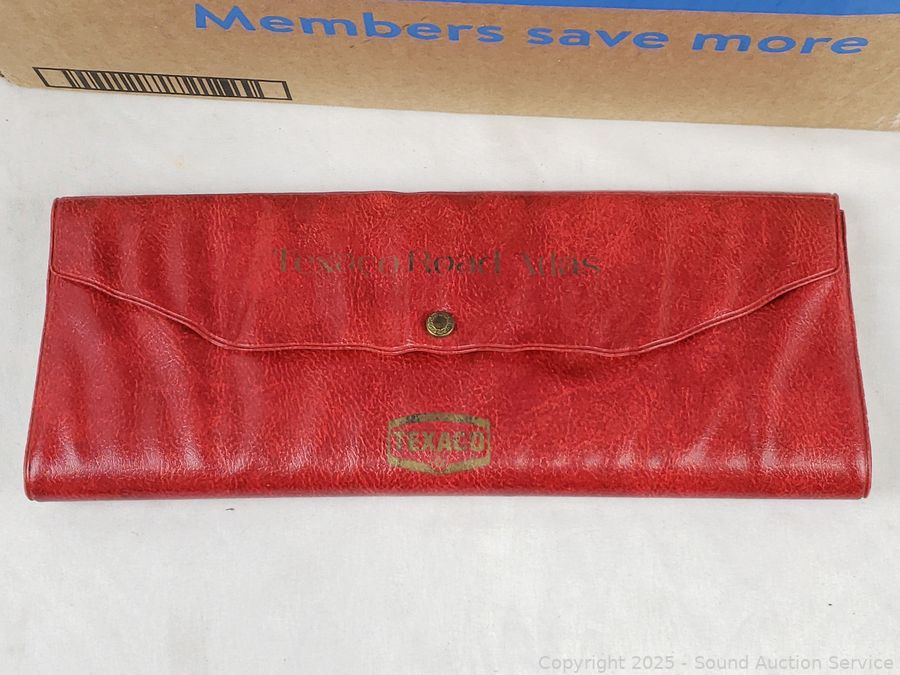 Members save more
Texaco Road Atlas
TEXACO
Copyright © 2025 - Sound Auction Service